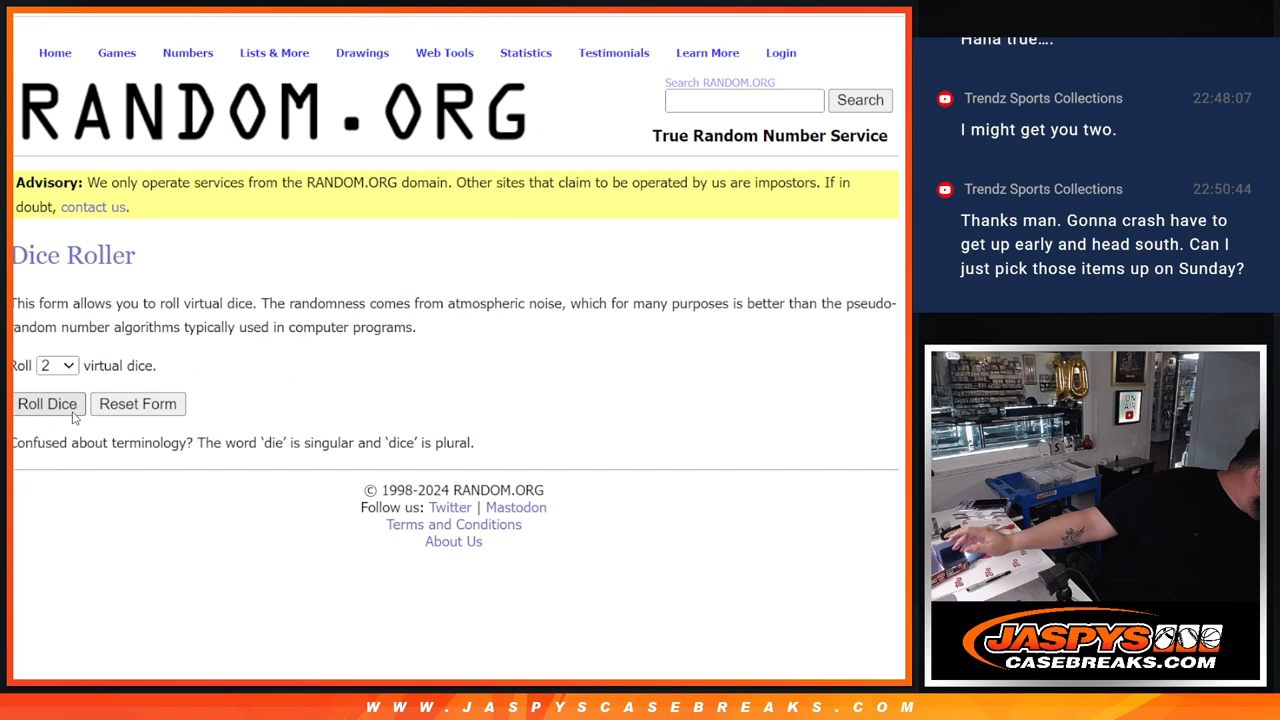 Home Games Numbers Lists & More Drawings Web Tools Statistics Testimonials Learn More Login
RANDOM.ORG
Search RANDOM.ORG
Search
True Random Number Service
Advisory: We only operate services from the RANDOM.ORG domain. Other sites that claim to be operated by us are impostors. If in
doubt, contact us.
Dice Roller
This form allows you to roll virtual dice. The randomness comes from atmospheric noise, which for many purposes is better than the pseudo-
random number algorithms typically used in computer programs.
Roll 2 virtual dice.
Roll Dice Reset Form
Confused about terminology? The word ‘die’ is singular and ‘dice’ is plural.
© 1998-2024 RANDOM.ORG
Follow us: Twitter | Mastodon
Terms and Conditions
About Us
Haha true....
Trendz Sports Collections 22:48:07
I might get you two.
Trendz Sports Collections 22:50:44
Thanks man. Gonna crash have to
get up early and head south. Can I
just pick those items up on Sunday?
10
ON
AIR
JASPYS
CASEBREAKS.COM
WWW.JASPYSCASEBREAKS.COM